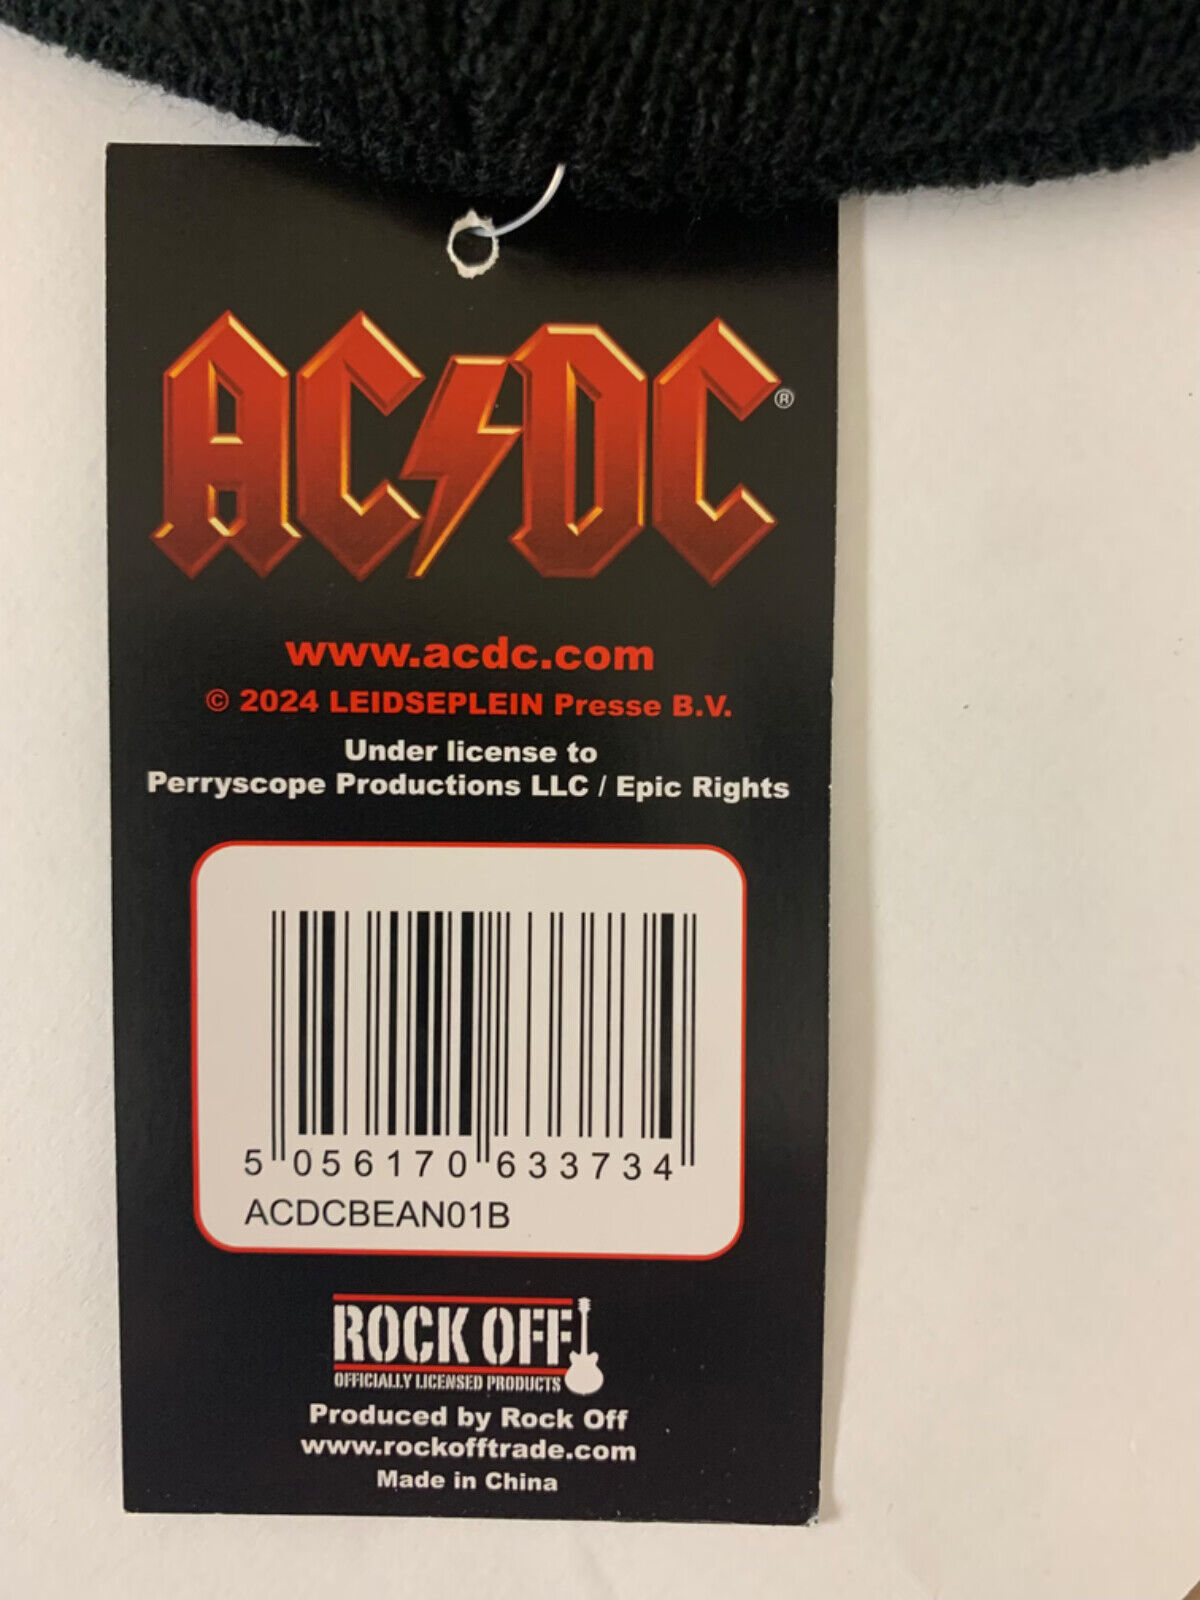 AC/DC®
www.acdc.com
© 2024 LEIDSEPLEIN Presse B.V.
Under license to
Perryscope Productions LLC / Epic Rights
5 056170 633734
ACDCBEAN01B
ROCK OFF
OFFICIALLY LICENSED PRODUCTS
Produced by Rock Off
www.rockofftrade.com
Made in China